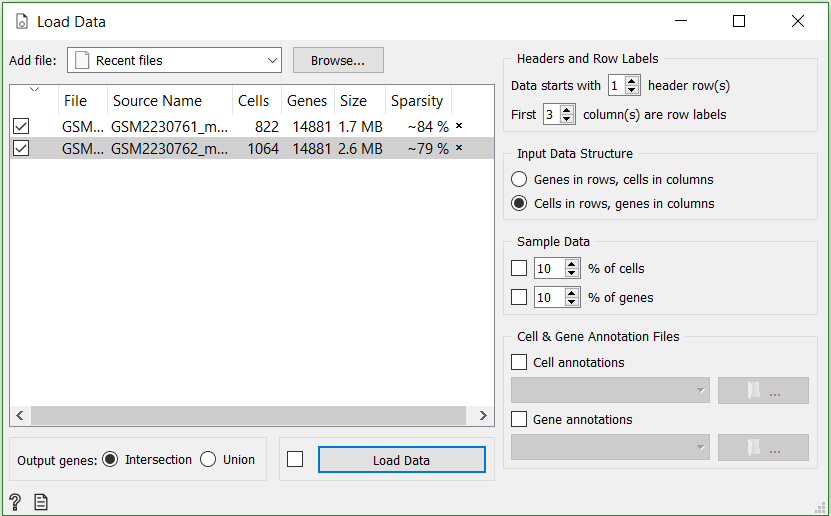 Load Data
Add file: Recent files Browse...
File Source Name Cells Genes Size Sparsity
GSM... GSM2230761_m... 822 14881 1.7 MB ~84 % ×
GSM... GSM2230762_m... 1064 14881 2.6 MB ~79 % ×
Output genes: Intersection Union
Load Data
Headers and Row Labels
Data starts with 1 header row(s)
First 3 column(s) are row labels
Input Data Structure
Genes in rows, cells in columns
Cells in rows, genes in columns
Sample Data
10 % of cells
10 % of genes
Cell & Gene Annotation Files
Cell annotations
...
Gene annotations
...
?